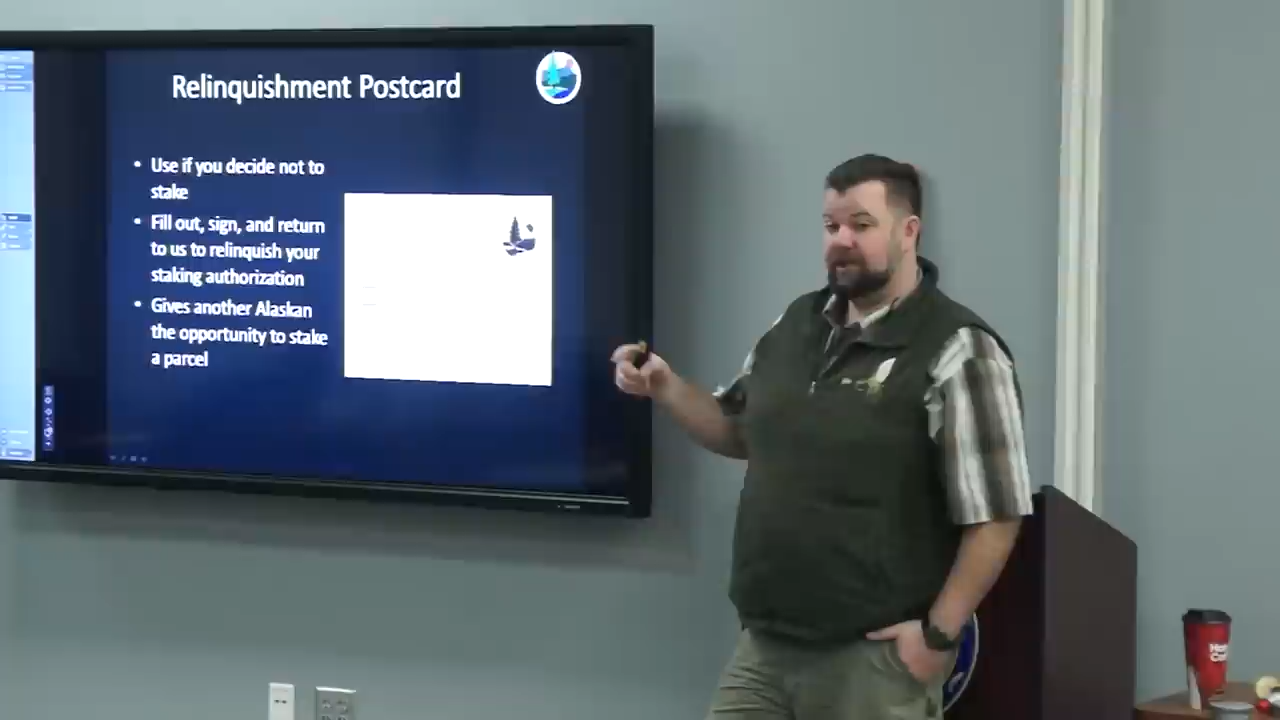 Relinquishment Postcard
• Use if you decide not to
stake
• Fill out, sign, and return
to us to relinquish your
staking authorization
• Gives another Alaskan
the opportunity to stake
a parcel